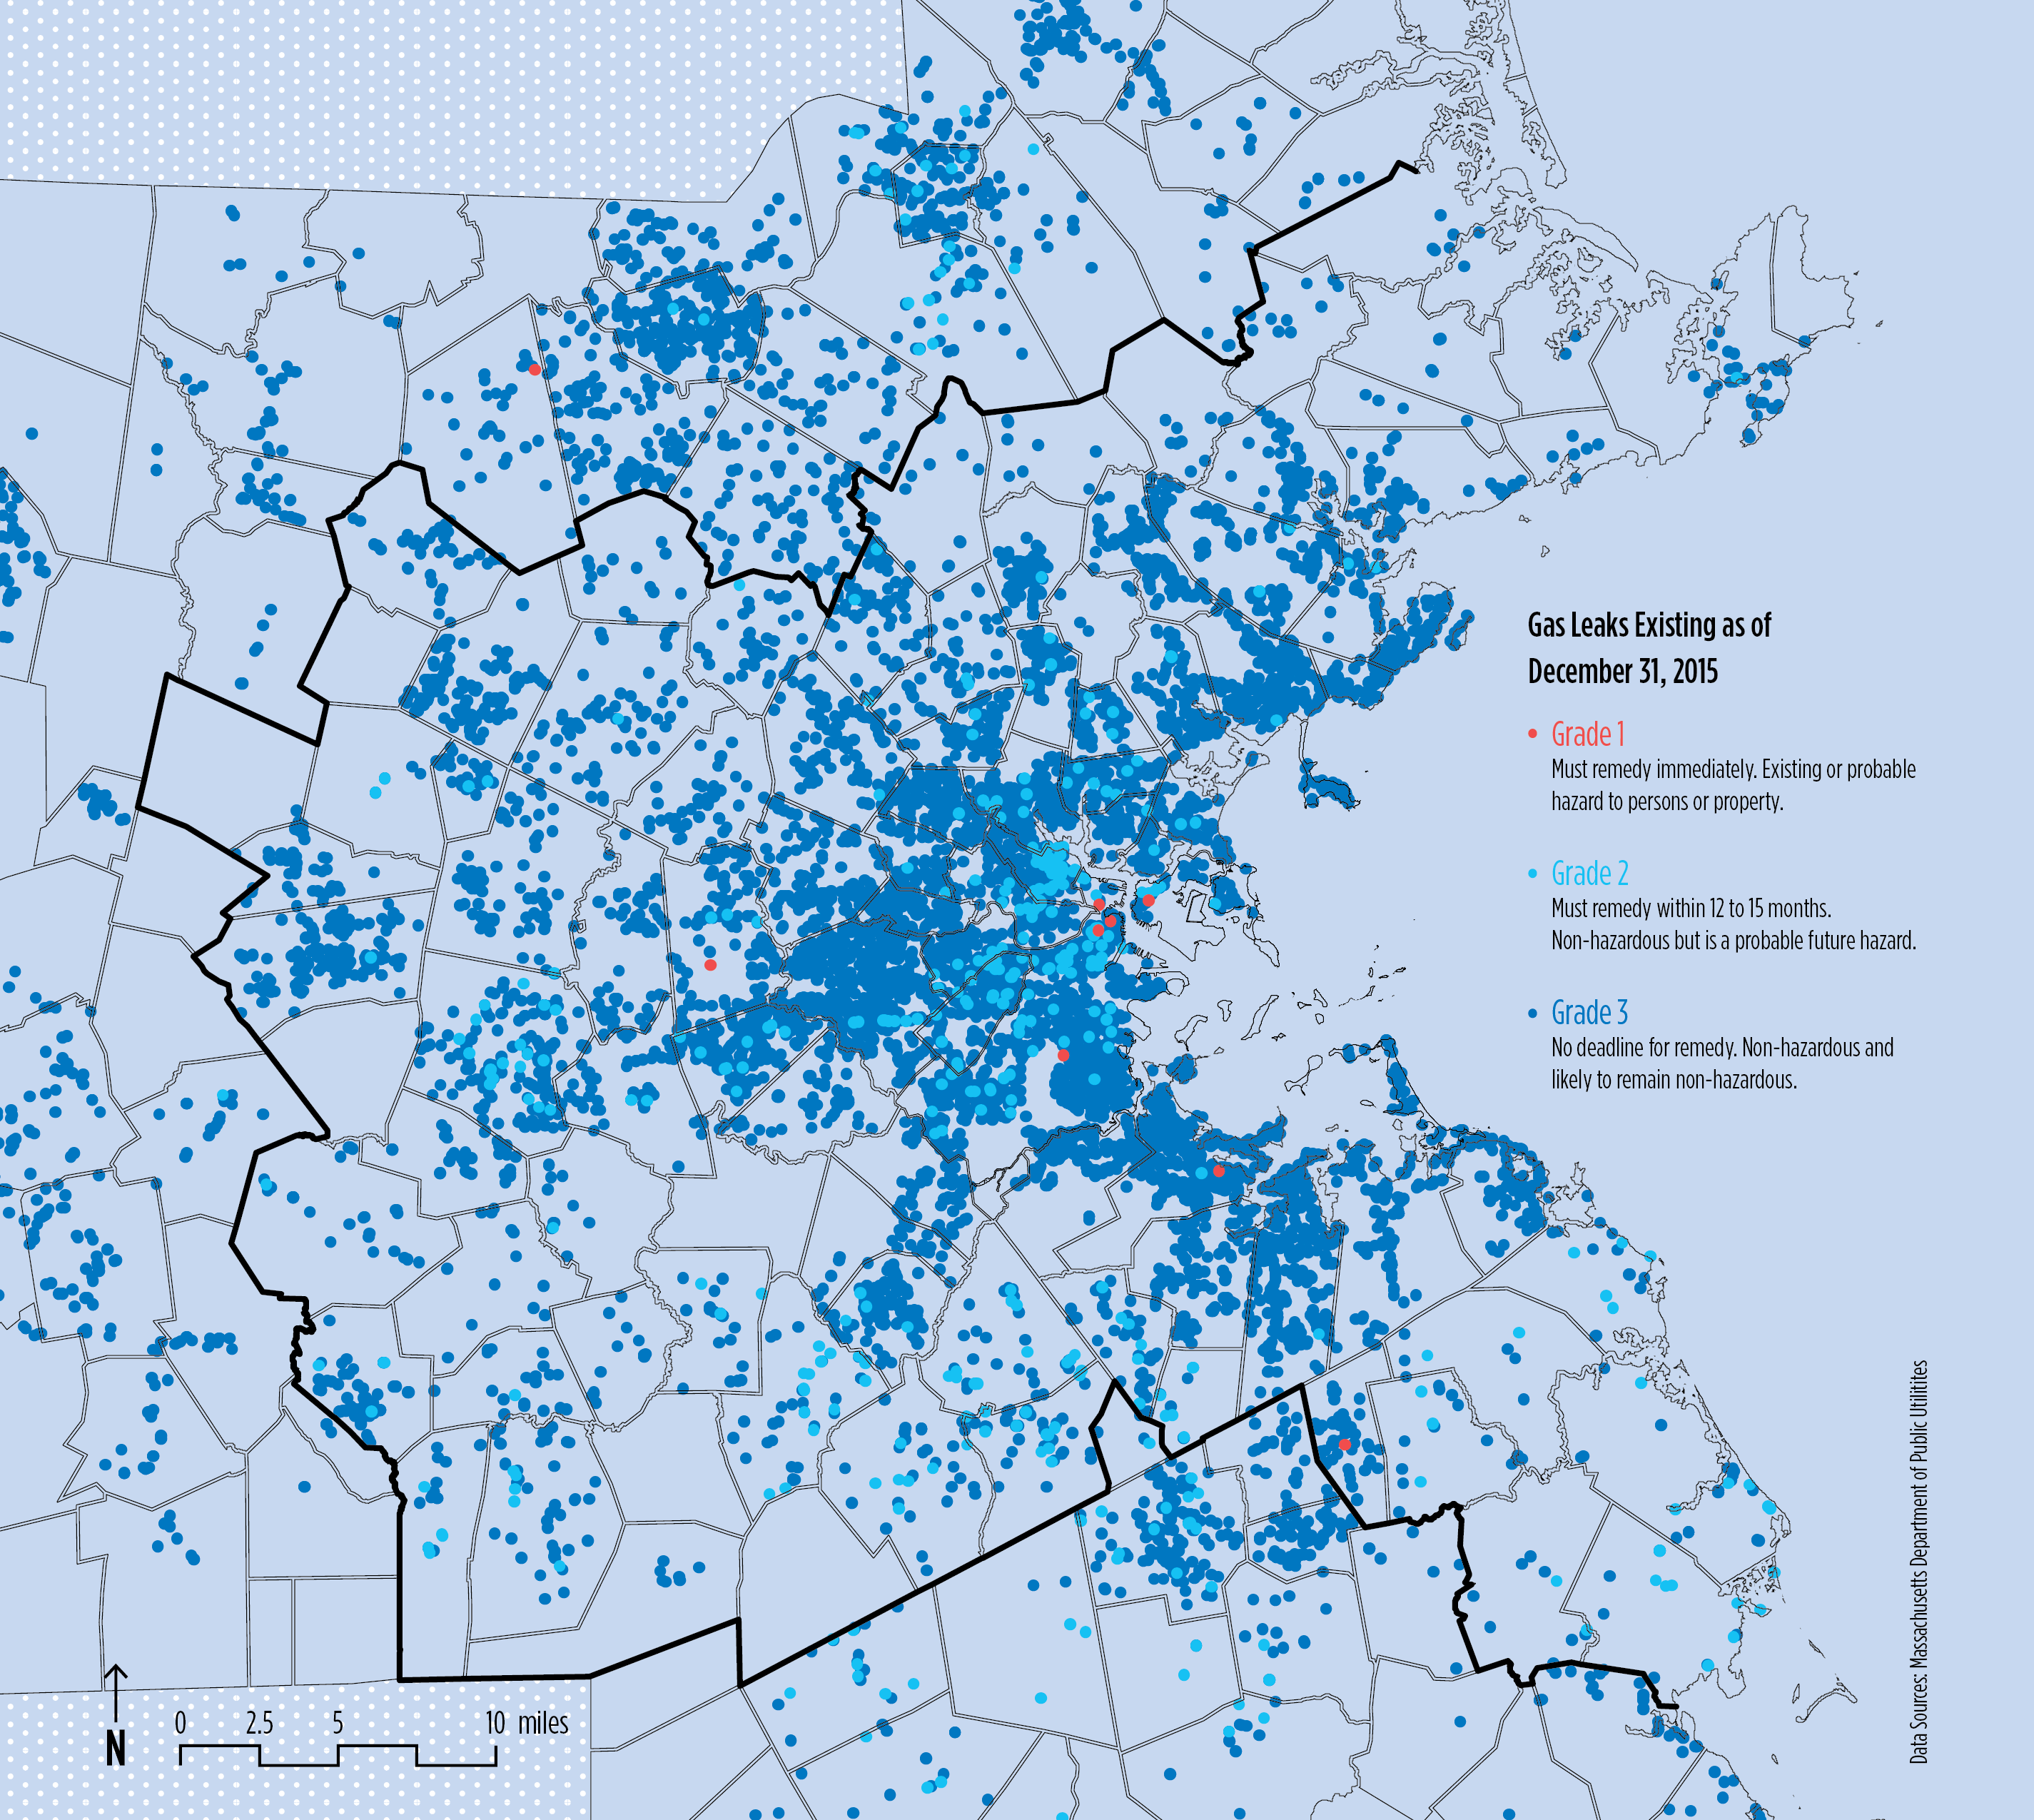 Gas Leaks Existing as of
December 31, 2015
Grade 1
Must remedy immediately. Existing or probable
hazard to persons or property.
Grade 2
Must remedy within 12 to 15 months.
Non-hazardous but is a probable future hazard.
Grade 3
No deadline for remedy. Non-hazardous and
likely to remain non-hazardous.
Data Sources: Massachusetts Department of Public Utilitites
N
0 2.5 5 10 miles